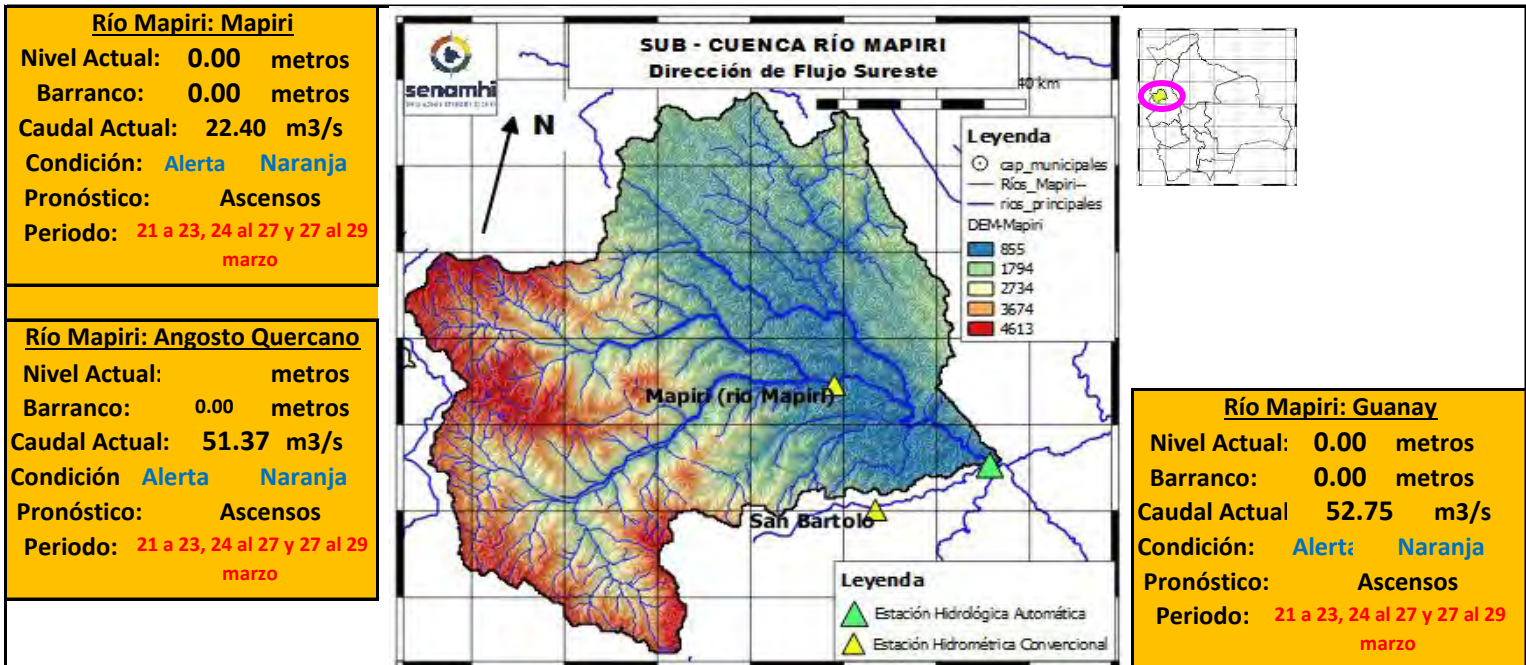 Río Mapiri: Mapiri
Nivel Actual: 0.00 metros
Barranco: 0.00 metros
Caudal Actual: 22.40 m3/s
Condición: Alerta Naranja
Pronóstico: Ascensos
Periodo: 21 a 23, 24 al 27 y 27 al 29
marzo
Río Mapiri: Angosto Quercano
Nivel Actual: metros
Barranco: 0.00 metros
Caudal Actual: 51.37 m3/s
Condición Alerta Naranja
Pronóstico: Ascensos
Periodo: 21 a 23, 24 al 27 y 27 al 29
marzo
senamhi
SUB - CUENCA RÍO MAPIRI
Dirección de Flujo Sureste
40 km
N
Leyenda
cap_municipales
Ríos_Mapiri--
rios_principales
DEM-Mapiri
855
1794
2734
3674
4613
Mapiri (rio Mapiri)
San Bartolo
Leyenda
Estación Hidrológica Automática
Estación Hidrométrica Convencional
Río Mapiri: Guanay
Nivel Actual: 0.00 metros
Barranco: 0.00 metros
Caudal Actual 52.75 m3/s
Condición: Alerta Naranja
Pronóstico: Ascensos
Periodo: 21 a 23, 24 al 27 y 27 al 29
marzo